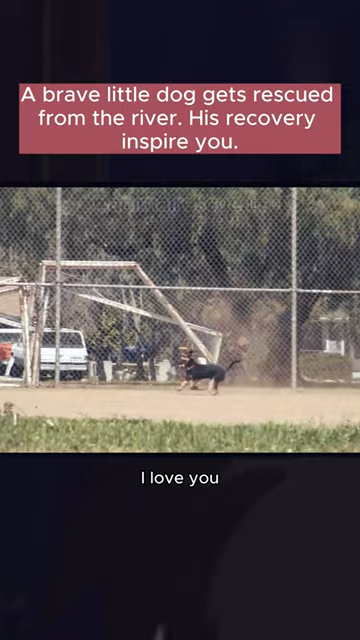 A brave little dog gets rescued
from the river. His recovery
inspire you.
I love you